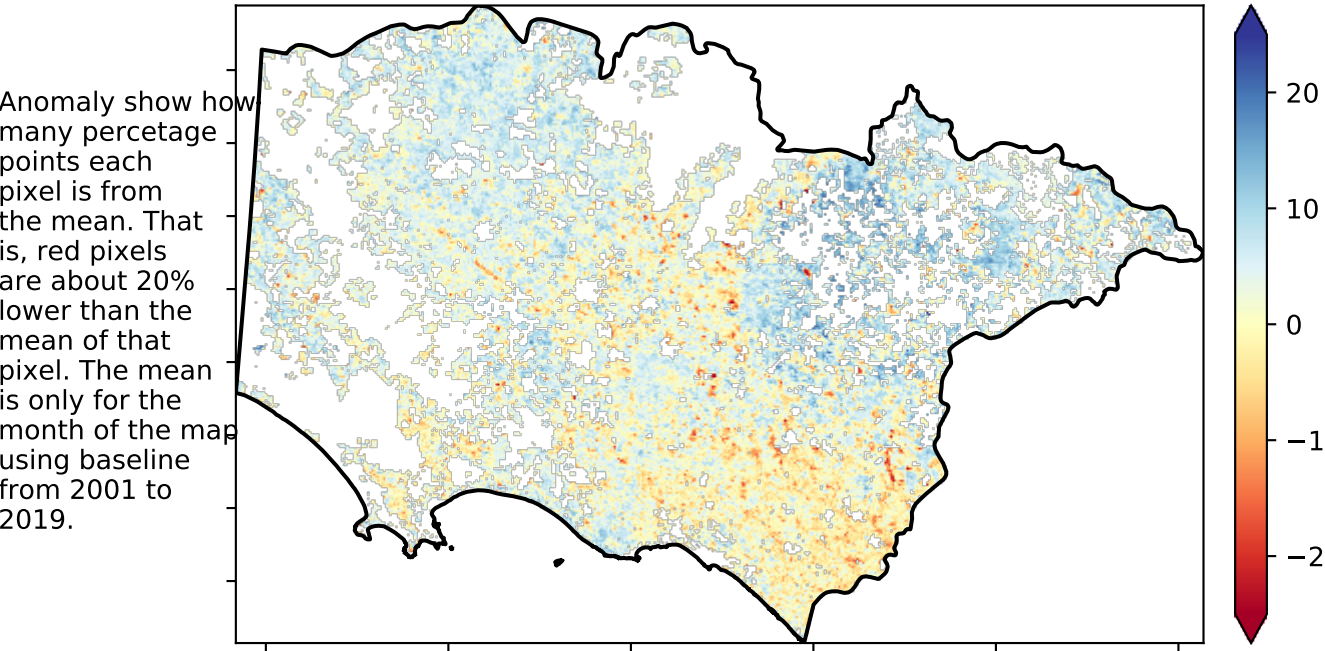 Anomaly show how
many percetage
points each
pixel is from
the mean. That
is, red pixels
are about 20%
lower than the
mean of that
pixel. The mean
is only for the
month of the map
using baseline
from 2001 to
2019.
20
10
0
−1
−2